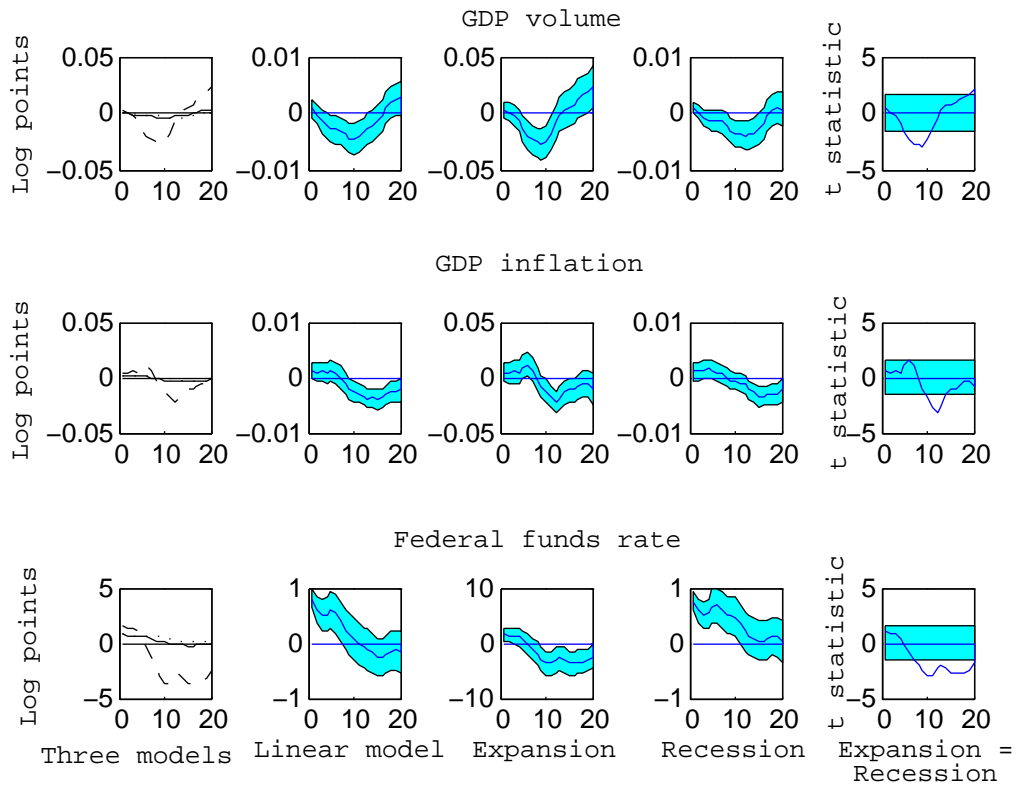 GDP volume
Log points
0.05
0
−0.05
0 10 20
0.01
0
−0.01
0 10 20
0.05
0
−0.05
0 10 20
0.01
0
−0.01
0 10 20
t statistic
5
0
−5
0 10 20
GDP inflation
Log points
0.05
0
−0.05
0 10 20
0.01
0
−0.01
0 10 20
0.05
0
−0.05
0 10 20
0.01
0
−0.01
0 10 20
t statistic
5
0
−5
0 10 20
Federal funds rate
Log points
5
0
−5
0 10 20
Three models
1
0
−1
0 10 20
Linear model
10
0
−10
0 10 20
Expansion
1
0
−1
0 10 20
Recession
t statistic
5
0
−5
0 10 20
Expansion =
Recession